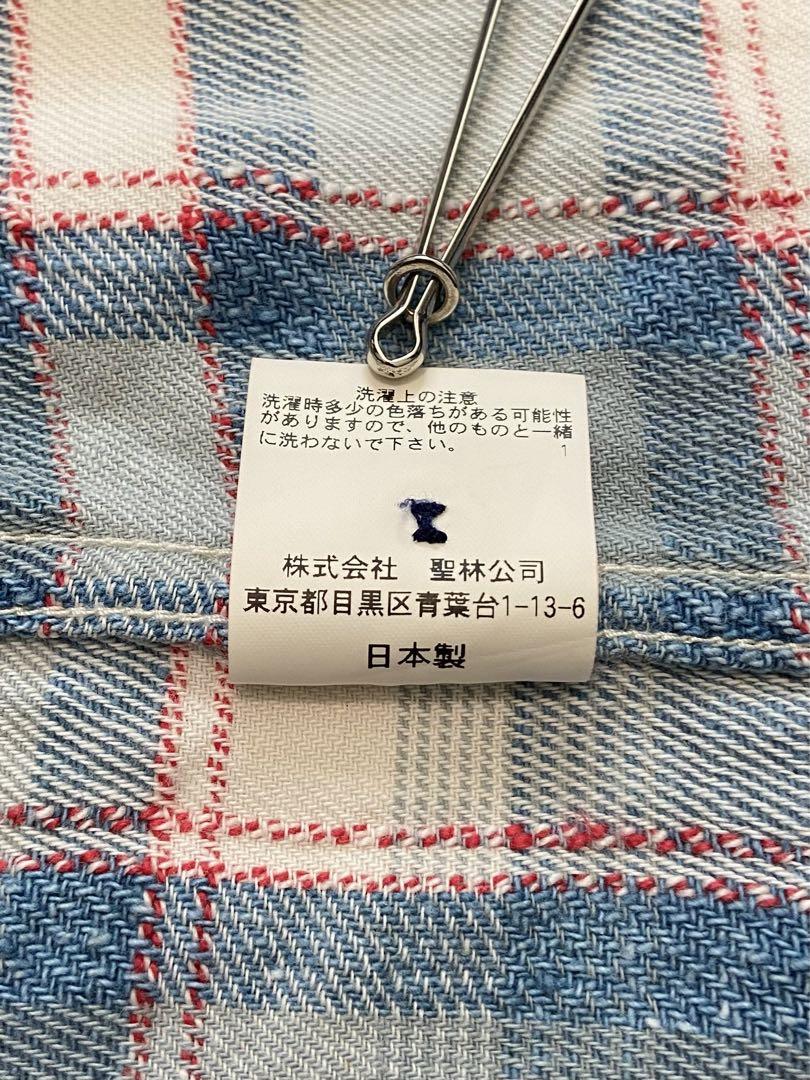 洗濯上の注意
洗濯時多少の色落ちがある可能性
がありますので、他のものと一緒
に洗わないで下さい。
1
株式会社　聖林公司
東京都目黒区青葉台1-13-6
日本製